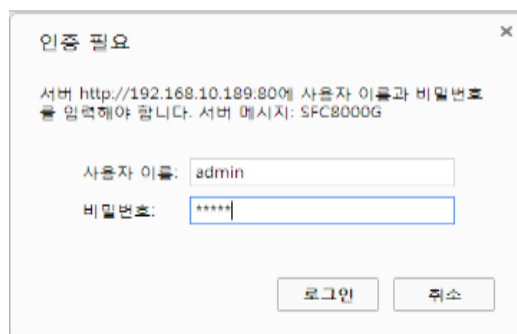 인증 필요
서버 http://192.168.10.189:80에 사용자 이름과 비밀번호
를 입력해야 합니다. 서버 메시지: SFC8000G
사용자 이름: admin
비밀번호: *****
로그인 취소